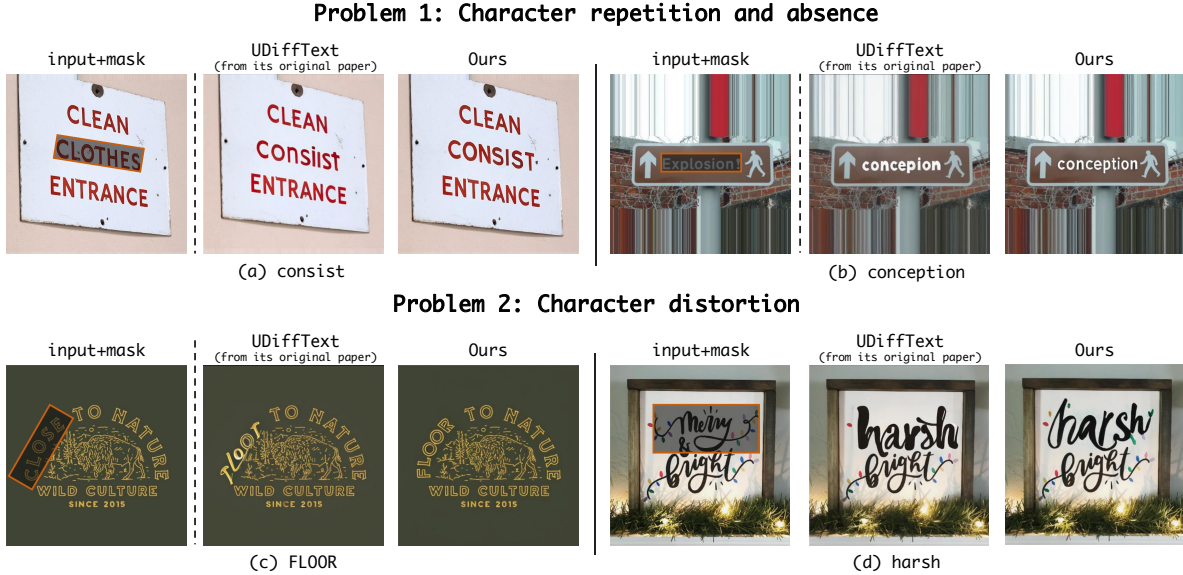 Problem 1: Character repetition and absence
input+mask
UDiffText
(from its original paper)
Ours
input+mask
UDiffText
(from its original paper)
Ours
CLEAN
CLOTHES
ENTRANCE
CLEAN
Consiist
ENTRANCE
CLEAN
CONSIST
ENTRANCE
Explosion!
concepion
conception
(a) consist
(b) conception
Problem 2: Character distortion
input+mask
UDiffText
(from its original paper)
Ours
input+mask
UDiffText
(from its original paper)
Ours
CLOSE TO NATURE
WILD CULTURE
SINCE 2015
TLOOT TO NATURE
WILD CULTURE
SINCE 2015
FLOOR TO NATURE
WILD CULTURE
SINCE 2015
Merry
&
bright
harsh
bright
harsh
bright
(c) FLOOR
(d) harsh